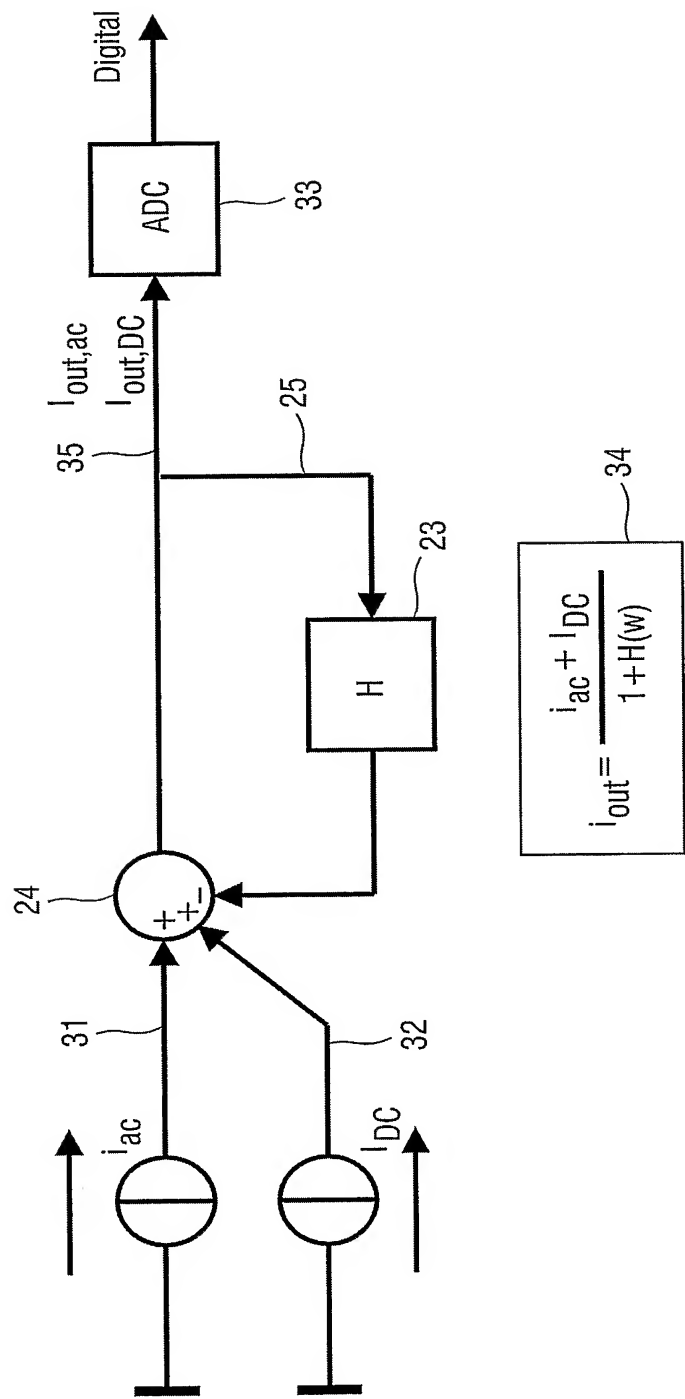 Digital
ADC
33
I_out,ac
I_out,DC
35
25
23
H
24
+
+
-
31
32
i_ac
I_DC
34
i_out = (i_ac + I_DC) / (1+H(w))